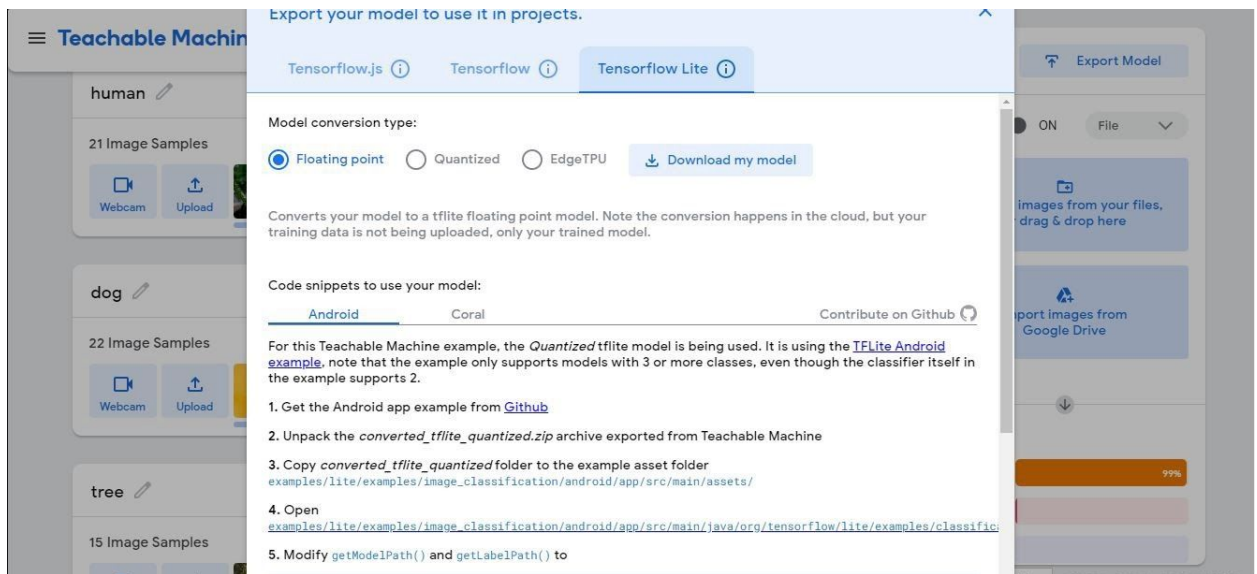 Export your model to use it in projects.
Teachable Machin
Tensorflow.js
Tensorflow
Tensorflow Lite
Export Model
human
21 Image Samples
Webcam
Upload
Model conversion type:
Floating point
Quantized
EdgeTPU
Download my model
ON
File
images from your files,
drag & drop here
Converts your model to a tflite floating point model. Note the conversion happens in the cloud, but your
training data is not being uploaded, only your trained model.
dog
22 Image Samples
Webcam
Upload
Code snippets to use your model:
Android
Coral
Contribute on Github
port images from
Google Drive
For this Teachable Machine example, the Quantized tflite model is being used. It is using the TFLite Android
example, note that the example only supports models with 3 or more classes, even though the classifier itself in
the example supports 2.
1. Get the Android app example from Github
2. Unpack the converted_tflite_quantized.zip archive exported from Teachable Machine
3. Copy converted_tflite_quantized folder to the example asset folder
examples/lite/examples/image_classification/android/app/src/main/assets/
4. Open
examples/lite/examples/image_classification/android/app/src/main/java/org/tensorflow/lite/examples/classific
5. Modify getModelPath() and getLabelPath() to
tree
15 Image Samples
99%